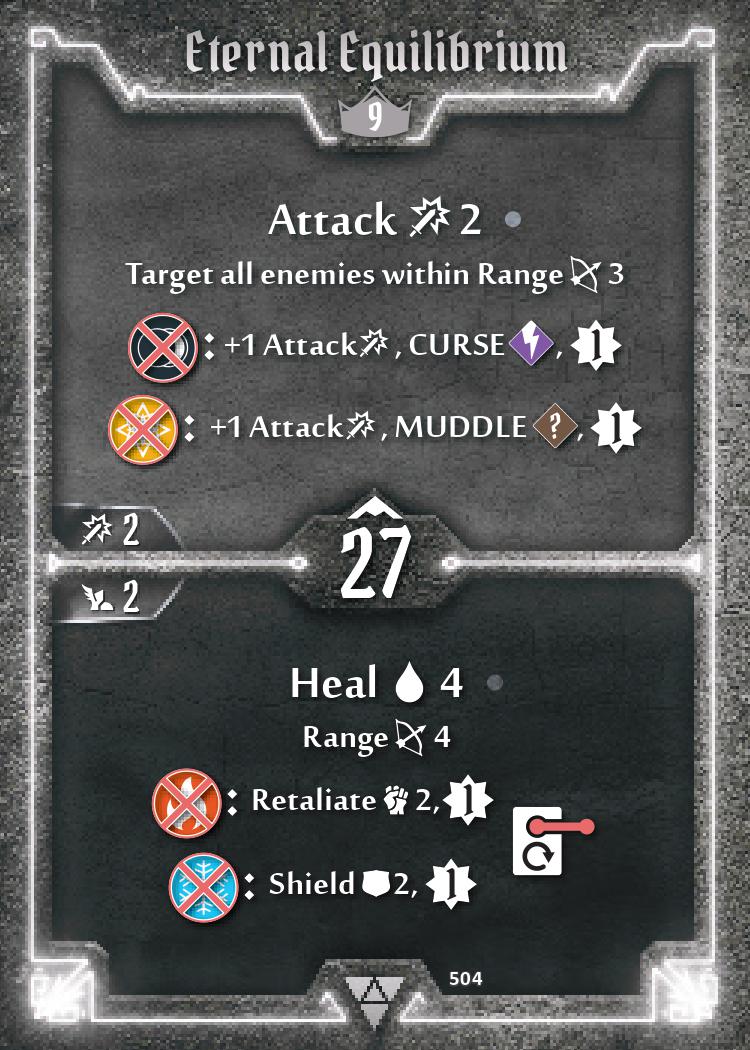 Eternal Equilibrium
9
Attack 2
Target all enemies within Range 3
: +1 Attack, CURSE, 1
: +1 Attack, MUDDLE ?, 1
2
27
2
Heal 4
Range 4
: Retaliate 2, 1
: Shield 2, 1
504